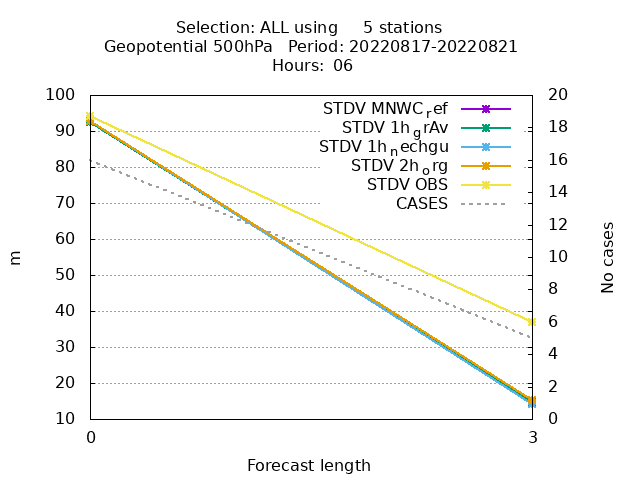 Selection: ALL using     5 stations
Geopotential 500hPa   Period: 20220817-20220821
Hours:  06
STDV MNWC_ref
STDV 1h_grAv
STDV 1h_nechgu
STDV 2h_org
STDV OBS
CASES
100
90
80
70
60
50
40
30
20
10
m
20
18
16
14
12
10
8
6
4
2
0
No cases
0 3
Forecast length